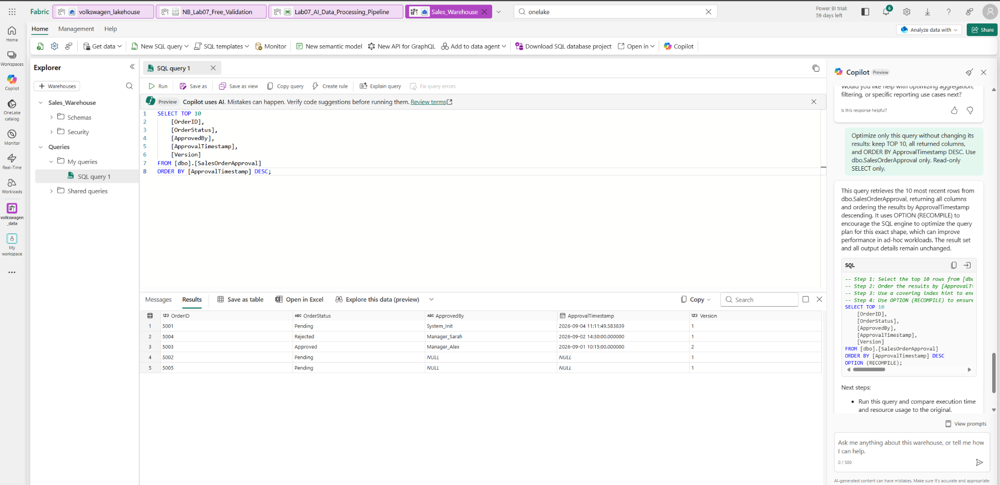 Fabric
volkswagen_lakehouse
NB_Lab07_Free_Validation
Lab07_AI_Data_Processing_Pipeline
Sales_Warehouse
onelake
Power BI trial:
59 days left
6
Home
Management
Help
Analyze data with
Share
Get data
New SQL query
SQL templates
Monitor
New semantic model
New API for GraphQL
Add to data agent
Download SQL database project
Open in
Copilot
Home
Workspaces
Copilot
OneLake
catalog
Monitor
Real-Time
Workloads
volkswagen
_data
My
workspace
Explorer
Warehouses
Sales_Warehouse
Schemas
Security
Queries
My queries
SQL query 1
Shared queries
SQL query 1
Run
Save as
Save as view
Copy query
Create rule
Explain query
Fix query errors
Preview
Copilot uses AI. Mistakes can happen. Verify code suggestions before running them. Review terms
1 SELECT TOP 10
2 [OrderID],
3 [OrderStatus],
4 [ApprovedBy],
5 [ApprovalTimestamp],
6 [Version]
7 FROM [dbo].[SalesOrderApproval]
8 ORDER BY [ApprovalTimestamp] DESC;
Messages
Results
Save as table
Open in Excel
Explore this data (preview)
Copy
Search
123 OrderID ABC OrderStatus ABC ApprovedBy ApprovalTimestamp 123 Version
1 5001 Pending System_Init 2026-09-04 11:11:49.583839 1
2 5004 Rejected Manager_Sarah 2026-09-02 14:30:00.000000 1
3 5003 Approved Manager_Alex 2026-09-01 10:15:00.000000 2
4 5002 Pending NULL NULL 1
5 5005 Pending NULL NULL 1
Copilot Preview
Would you like help with optimizing aggregation,
filtering, or specific reporting use cases next?
Is this response helpful?
Optimize only this query without changing its
results: keep TOP 10, all returned columns,
and ORDER BY ApprovalTimestamp DESC. Use
dbo.SalesOrderApproval only. Read-only
SELECT only.
This query retrieves the 10 most recent rows from
dbo.SalesOrderApproval, returning all columns
and ordering the results by ApprovalTimestamp
descending. It uses OPTION (RECOMPILE) to
encourage the SQL engine to optimize the query
plan for this exact shape, which can improve
performance in ad-hoc workloads. The result set
and all output details remain unchanged.
SQL
-- Step 1: Select the top 10 rows from [dbo
-- Step 2: Order the results by [ApprovalTi
-- Step 3: Use a covering index hint to enc
-- Step 4: Use OPTION (RECOMPILE) to ensure
SELECT TOP 10
[OrderID],
[OrderStatus],
[ApprovedBy],
[ApprovalTimestamp],
[Version]
FROM [dbo].[SalesOrderApproval]
ORDER BY [ApprovalTimestamp] DESC
OPTION (RECOMPILE);
Next steps:
• Run this query and compare execution time
and resource usage to the original.
View prompts
Ask me anything about this warehouse, or tell me how
I can help.
0 / 500
AI-generated content can have mistakes. Make sure it's accurate and appropriate